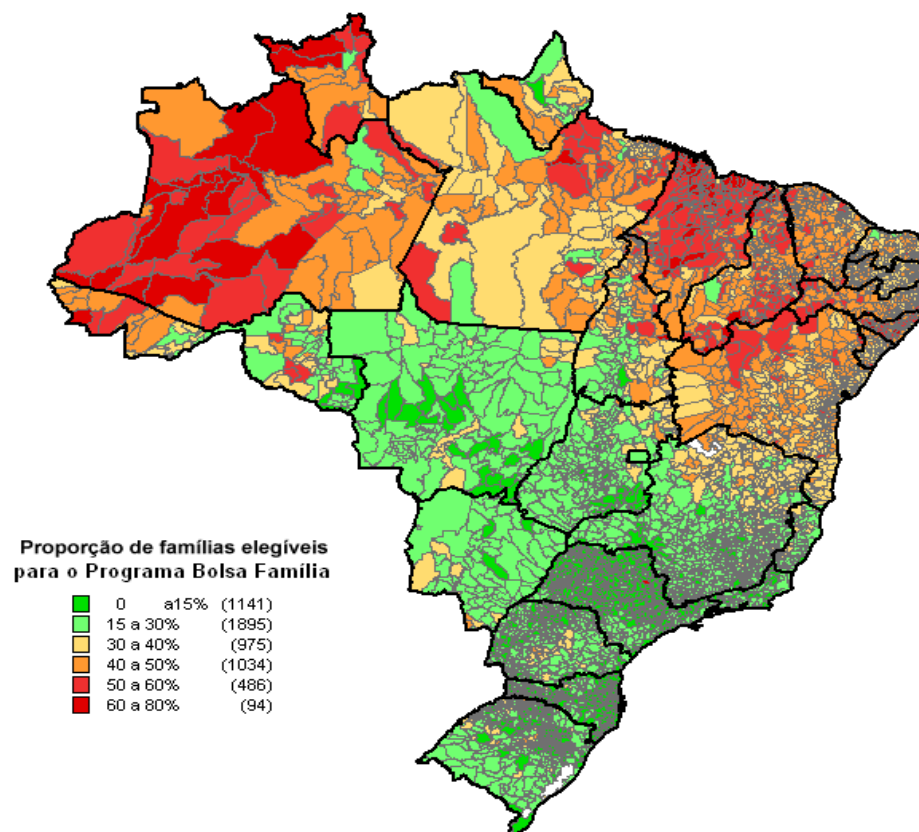 Proporção de famílias elegíveis
para o Programa Bolsa Família
0 a15% (1141)
15 a 30% (1895)
30 a 40% (975)
40 a 50% (1034)
50 a 60% (486)
60 a 80% (94)